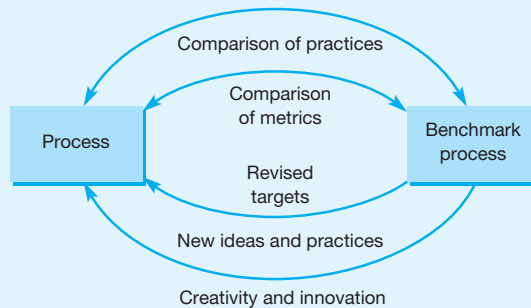 Comparison of practices
Comparison
of metrics
Process
Benchmark
process
Revised
targets
New ideas and practices
Creativity and innovation